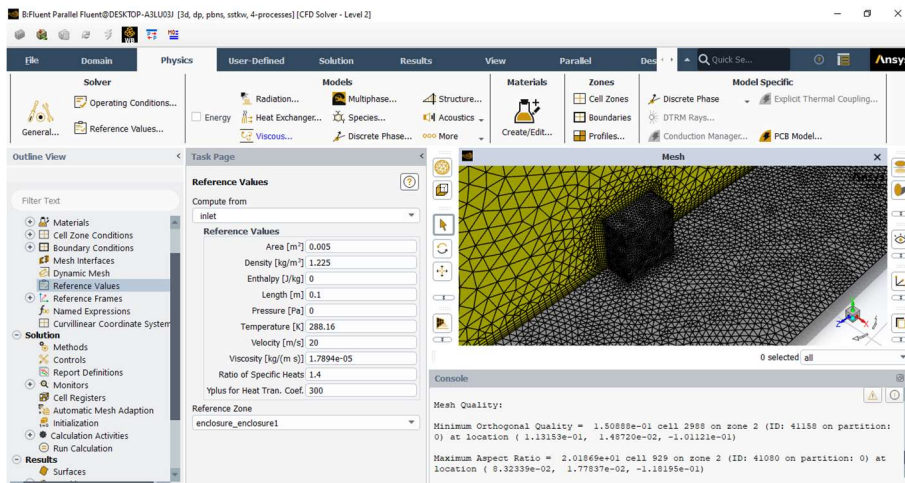 B:Fluent Parallel Fluent@DESKTOP-A3LU03J [3d, dp, pbns, sstkw, 4-processes] [CFD Solver - Level 2]
File Domain Physics User-Defined Solution Results View Parallel Des Quick Se... Ansys
Solver
General...
Operating Conditions...
Reference Values...
Models
Energy
Radiation...
Heat Exchanger...
Viscous...
Multiphase...
Species...
Discrete Phase...
Structure...
Acoustics
More
Materials
Create/Edit...
Zones
Cell Zones
Boundaries
Profiles...
Model Specific
Discrete Phase
DTRM Rays...
Conduction Manager...
Explicit Thermal Coupling...
PCB Model...
Outline View
Filter Text
Materials
Cell Zone Conditions
Boundary Conditions
Mesh Interfaces
Dynamic Mesh
Reference Values
Reference Frames
Named Expressions
Curvillinear Coordinate System
Solution
Methods
Controls
Report Definitions
Monitors
Cell Registers
Automatic Mesh Adaption
Initialization
Calculation Activities
Run Calculation
Results
Surfaces
Task Page
Reference Values
Compute from
inlet
Reference Values
Area [m²] 0.005
Density [kg/m³] 1.225
Enthalpy [J/kg] 0
Length [m] 0.1
Pressure [Pa] 0
Temperature [K] 288.16
Velocity [m/s] 20
Viscosity [kg/(m s)] 1.7894e-05
Ratio of Specific Heats 1.4
Yplus for Heat Tran. Coef. 300
Reference Zone
enclosure_enclosure1
Mesh
0 selected all
Console
Mesh Quality:
Minimum Orthogonal Quality = 1.50888e-01 cell 2988 on zone 2 (ID: 41158 on partition:
0) at location ( 1.13153e-01, 1.48720e-02, -1.01121e-01)
Maximum Aspect Ratio = 2.01869e+01 cell 929 on zone 2 (ID: 41080 on partition: 0) at
location ( 8.32339e-02, 1.77837e-02, -1.18195e-01)